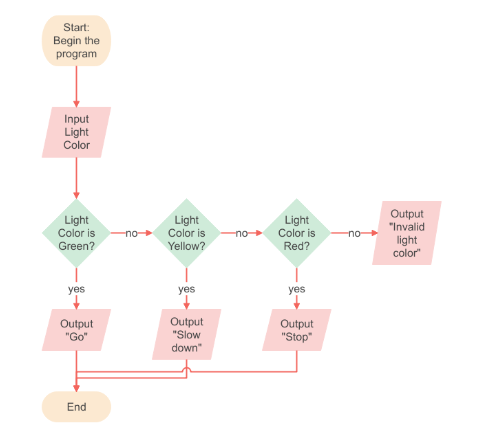 Start:
Begin the
program
Input
Light
Color
Light
Color is
Green?
no
Light
Color is
Yellow?
no
Light
Color is
Red?
no
Output
"Invalid
light
color"
yes
yes
yes
Output
"Go"
Output
"Slow
down"
Output
"Stop"
End